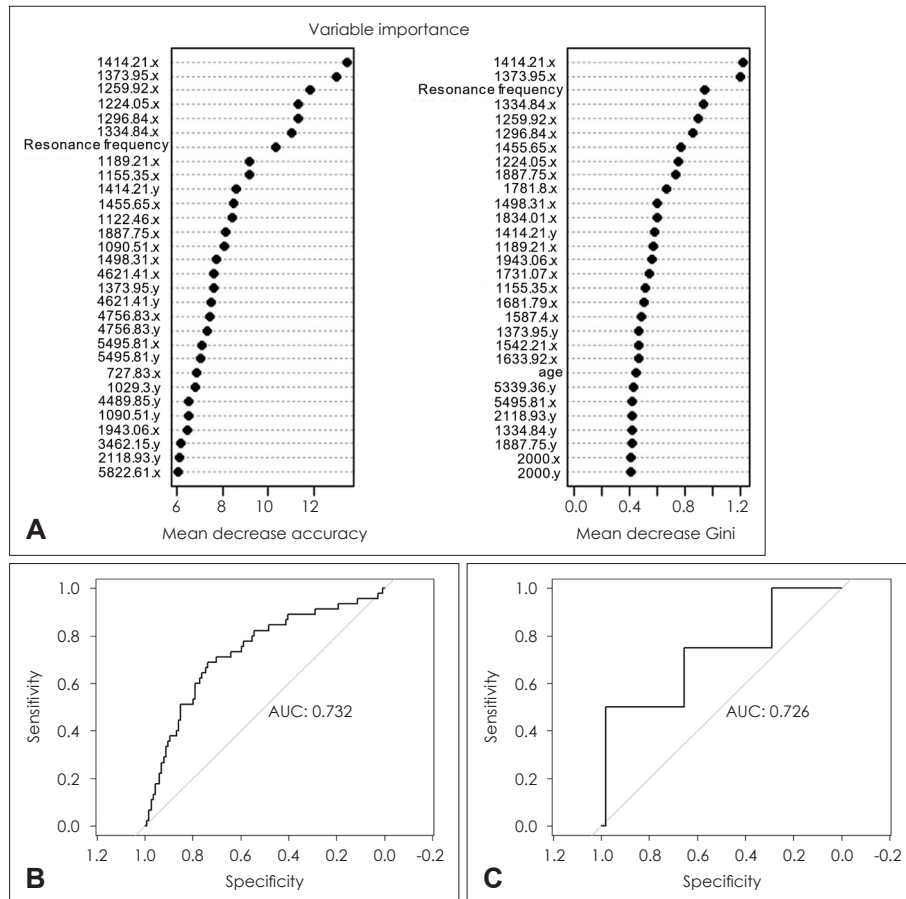 Variable importance
1414.21.x
1373.95.x
1259.92.x
1224.05.x
1296.84.x
1334.84.x
Resonance frequency
1189.21.x
1155.35.x
1414.21.y
1455.65.x
1122.46.x
1887.75.x
1090.51.x
1498.31.x
4621.41.x
1373.95.y
4621.41.y
4756.83.x
4756.83.y
5495.81.x
5495.81.y
727.83.x
1029.3.y
4489.85.y
1090.51.y
1943.06.x
3462.15.y
2118.93.y
5822.61.x
6 8 10 12
Mean decrease accuracy
1414.21.x
1373.95.x
Resonance frequency
1334.84.x
1259.92.x
1296.84.x
1455.65.x
1224.05.x
1887.75.x
1781.8.x
1498.31.x
1834.01.x
1414.21.y
1189.21.x
1943.06.x
1731.07.x
1155.35.x
1681.79.x
1587.4.x
1373.95.y
1542.21.x
1633.92.x
age
5339.36.y
5495.81.x
2118.93.y
1334.84.y
1887.75.y
2000.x
2000.y
0.0 0.4 0.8 1.2
Mean decrease Gini
A
1.0
0.8
0.6
0.4
0.2
0.0
Sensitivity
AUC: 0.732
1.2 1.0 0.8 0.6 0.4 0.2 0.0 -0.2
Specificity
B
1.0
0.8
0.6
0.4
0.2
0.0
Sensitivity
AUC: 0.726
1.2 1.0 0.8 0.6 0.4 0.2 0.0 -0.2
Specificity
C